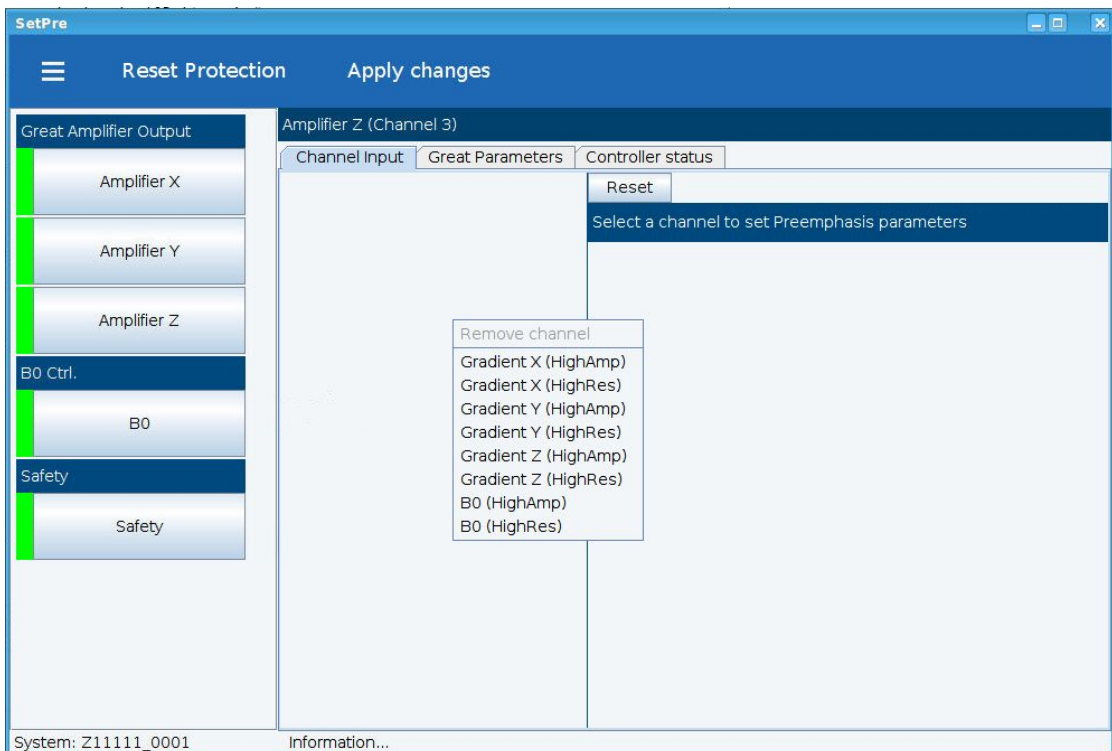 SetPre
Reset Protection Apply changes
Great Amplifier Output
Amplifier X
Amplifier Y
Amplifier Z
B0 Ctrl.
B0
Safety
Safety
Amplifier Z (Channel 3)
Channel Input Great Parameters Controller status
Reset
Select a channel to set Preemphasis parameters
Remove channel
Gradient X (HighAmp)
Gradient X (HighRes)
Gradient Y (HighAmp)
Gradient Y (HighRes)
Gradient Z (HighAmp)
Gradient Z (HighRes)
B0 (HighAmp)
B0 (HighRes)
System: Z11111_0001 Information...